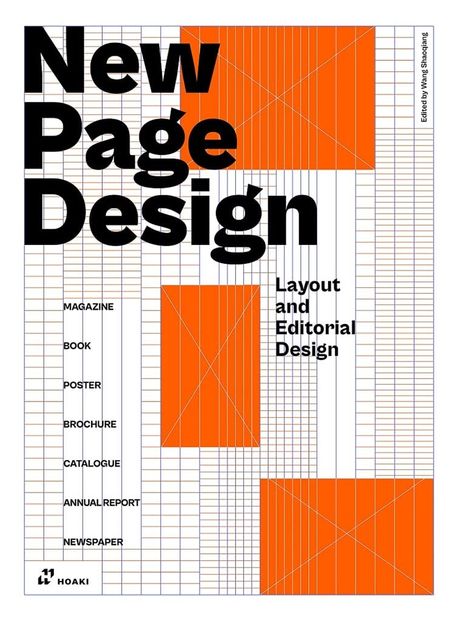 New
Page
Design
Edited by Wang Shaoqiang
Layout
and
Editorial
Design
MAGAZINE
BOOK
POSTER
BROCHURE
CATALOGUE
ANNUAL REPORT
NEWSPAPER
HOAKI